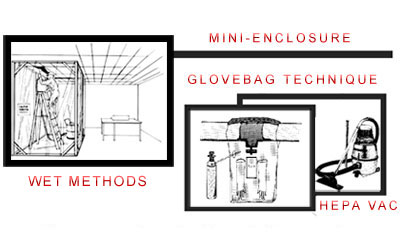 MINI-ENCLOSURE
GLOVEBAG TECHNIQUE
WET METHODS
HEPA VAC